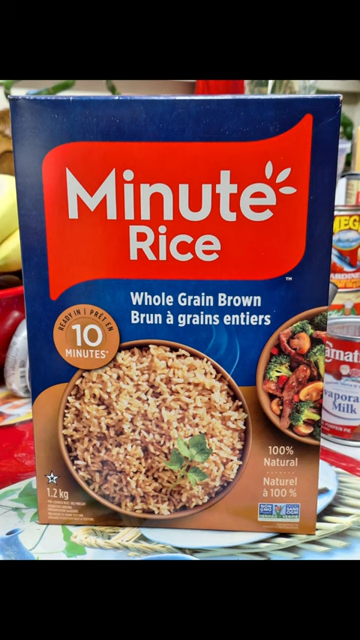 Minute
Rice
™
Whole Grain Brown
Brun à grains entiers
READY IN | PRÊT EN
10
MINUTES*
100%
Natural
Naturel
à 100 %
1.2 kg
Milk